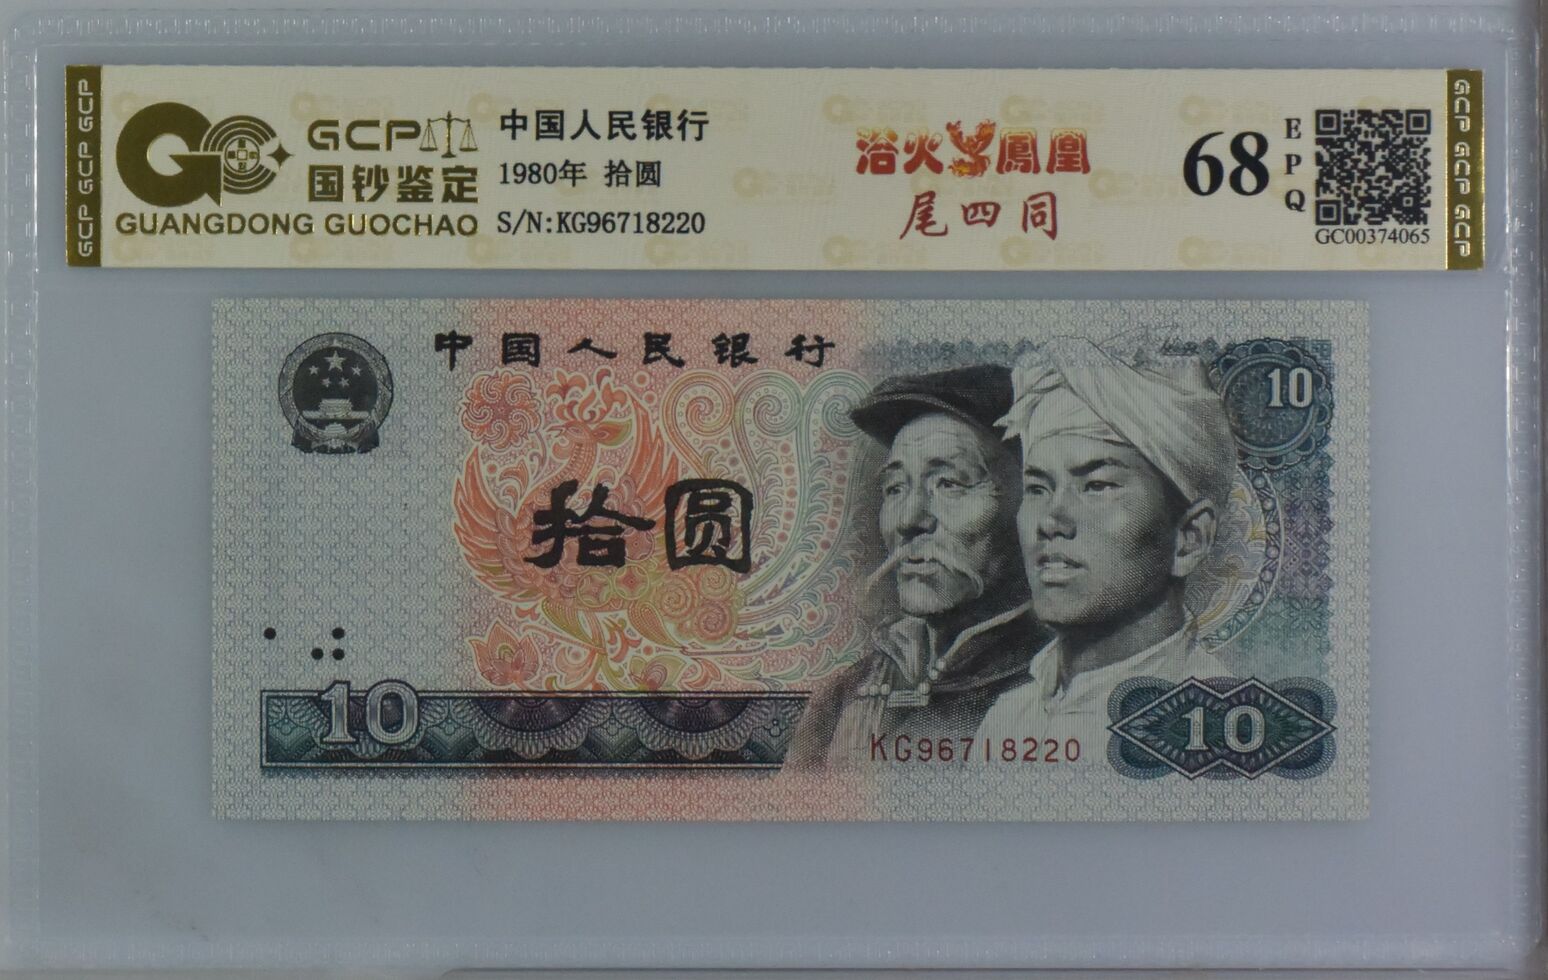 GCP GCP GCP
GCP
国钞鉴定
GUANGDONG GUOCHAO
中国人民银行
1980年 拾圆
S/N:KG96718220
浴火鳳凰
尾四同
68
EPQ
GC00374065
GCP GCP GCP
中国人民银行
10
拾圆
10
KG96718220
10